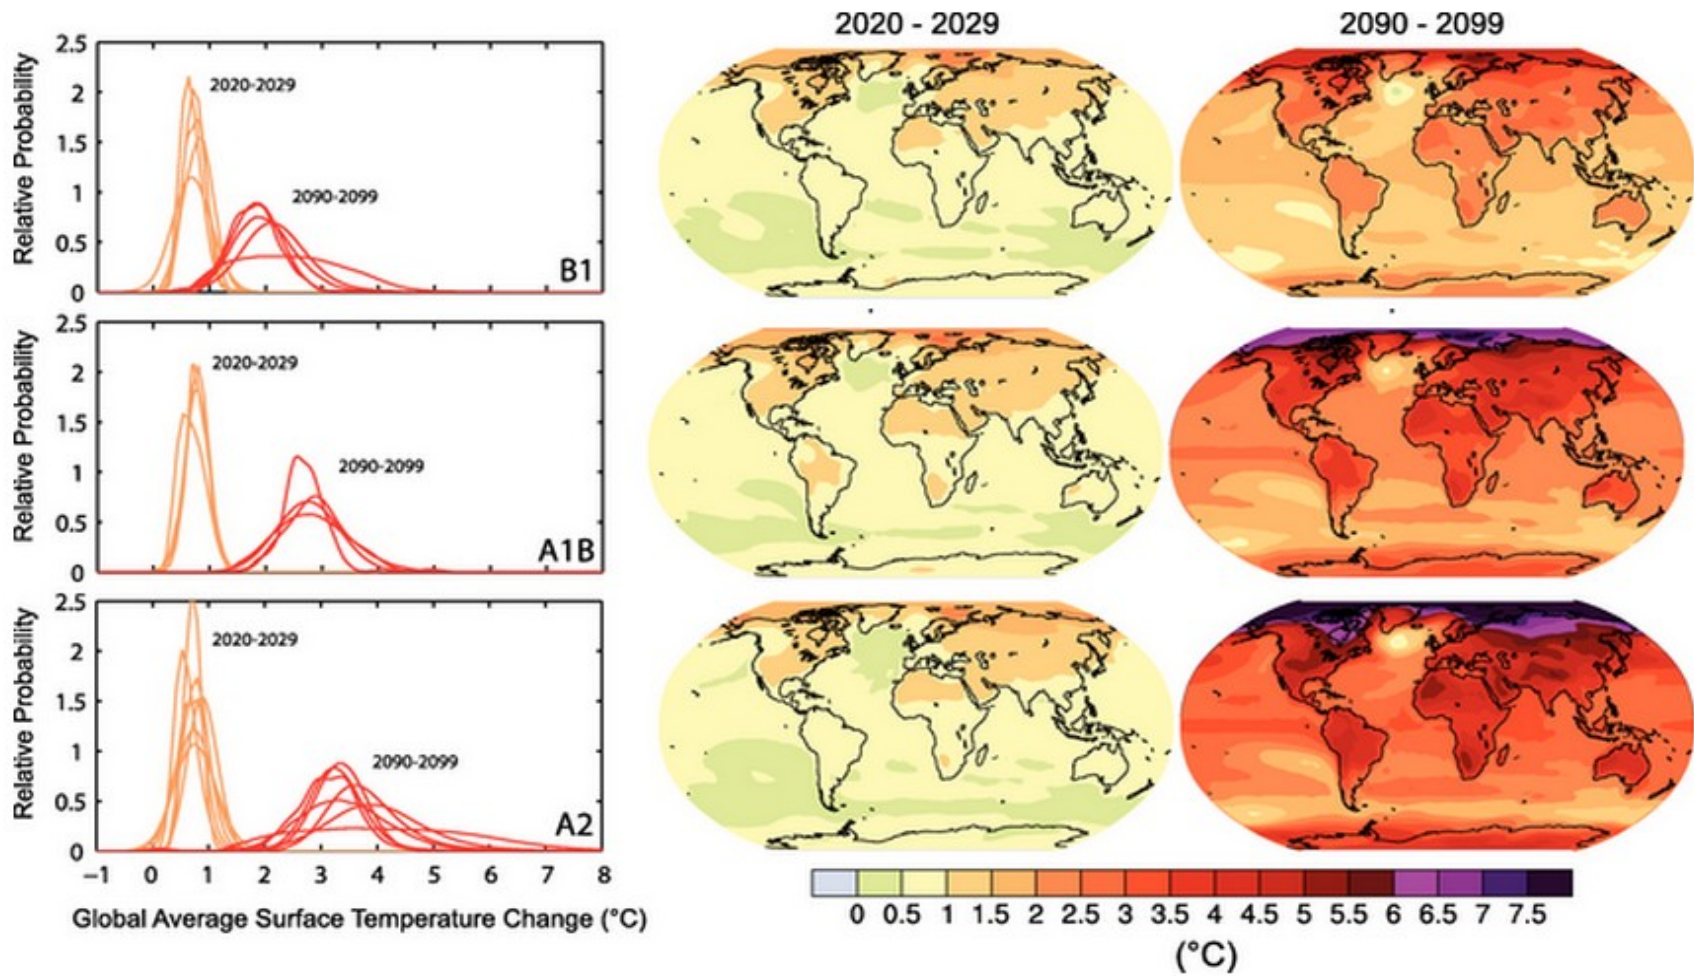 2020 - 2029
2090 - 2099
Relative Probability
2.5
2
1.5
1
0.5
0
2020-2029
2090-2099
B1
Relative Probability
2.5
2
1.5
1
0.5
0
2020-2029
2090-2099
A1B
Relative Probability
2.5
2
1.5
1
0.5
0
2020-2029
2090-2099
A2
−1 0 1 2 3 4 5 6 7 8
Global Average Surface Temperature Change (°C)
0 0.5 1 1.5 2 2.5 3 3.5 4 4.5 5 5.5 6 6.5 7 7.5
(°C)